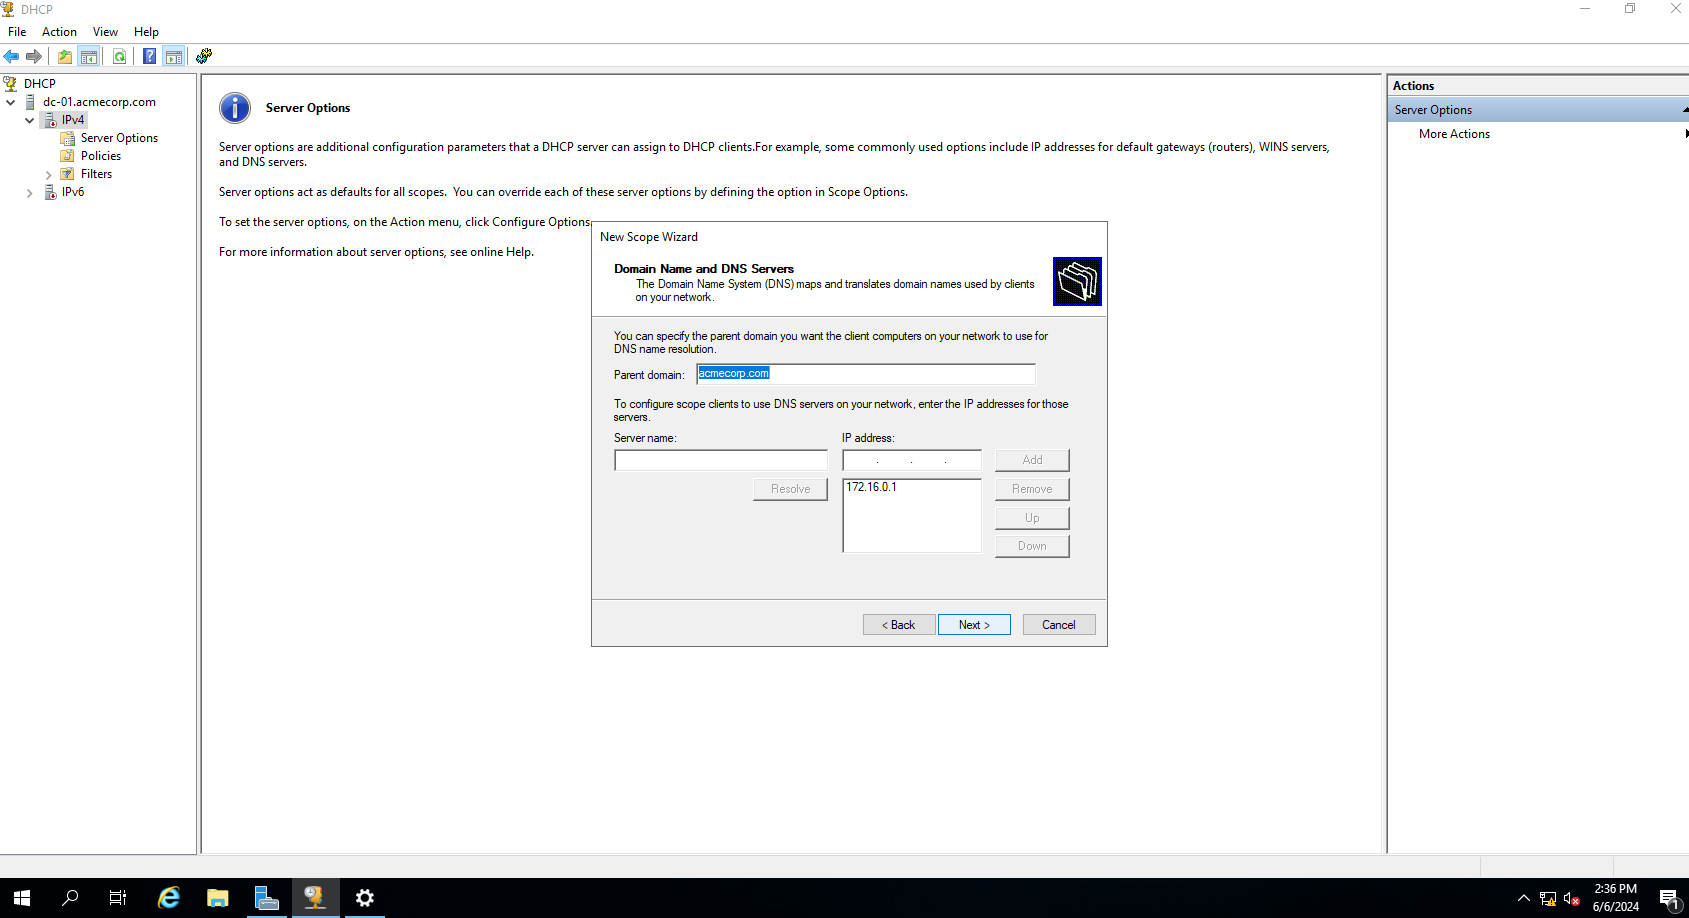 DHCP
File Action View Help
DHCP
dc-01.acmecorp.com
IPv4
Server Options
Policies
Filters
IPv6
Server Options
Server options are additional configuration parameters that a DHCP server can assign to DHCP clients.For example, some commonly used options include IP addresses for default gateways (routers), WINS servers,
and DNS servers.
Server options act as defaults for all scopes. You can override each of these server options by defining the option in Scope Options.
To set the server options, on the Action menu, click Configure Options
For more information about server options, see online Help.
New Scope Wizard
Domain Name and DNS Servers
The Domain Name System (DNS) maps and translates domain names used by clients
on your network.
You can specify the parent domain you want the client computers on your network to use for
DNS name resolution.
Parent domain: acmecorp.com
To configure scope clients to use DNS servers on your network, enter the IP addresses for those
servers.
Server name: IP address:
. . . Add
Resolve 172.16.0.1 Remove
Up
Down
< Back Next > Cancel
Actions
Server Options
More Actions
2:36 PM
6/6/2024
1